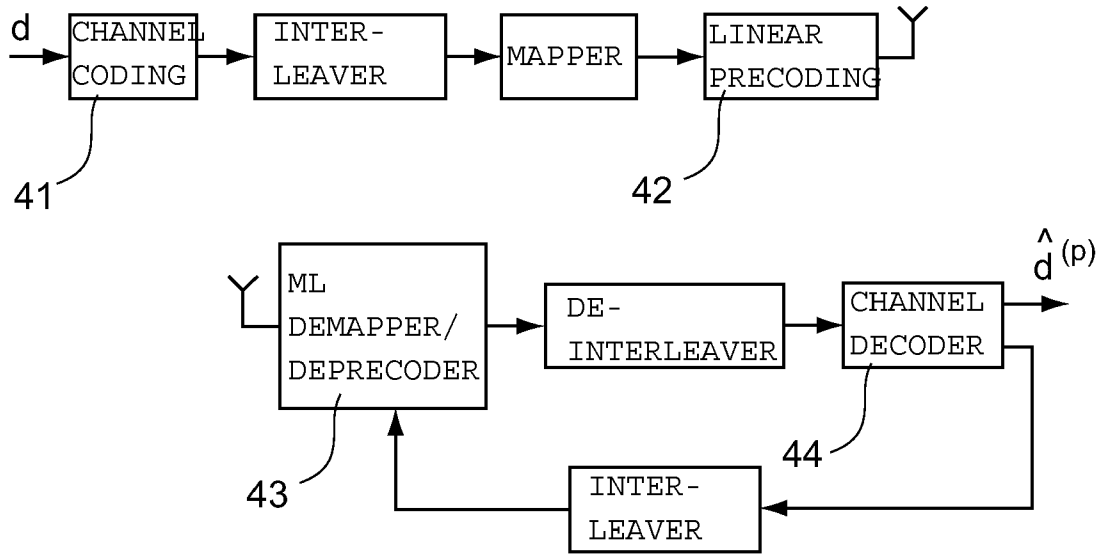 d
CHANNEL
CODING
INTER-
LEAVER
MAPPER
LINEAR
PRECODING
41
42
ML
DEMAPPER/
DEPRECODER
DE-
INTERLEAVER
CHANNEL
DECODER
d̂(p)
43
44
INTER-
LEAVER